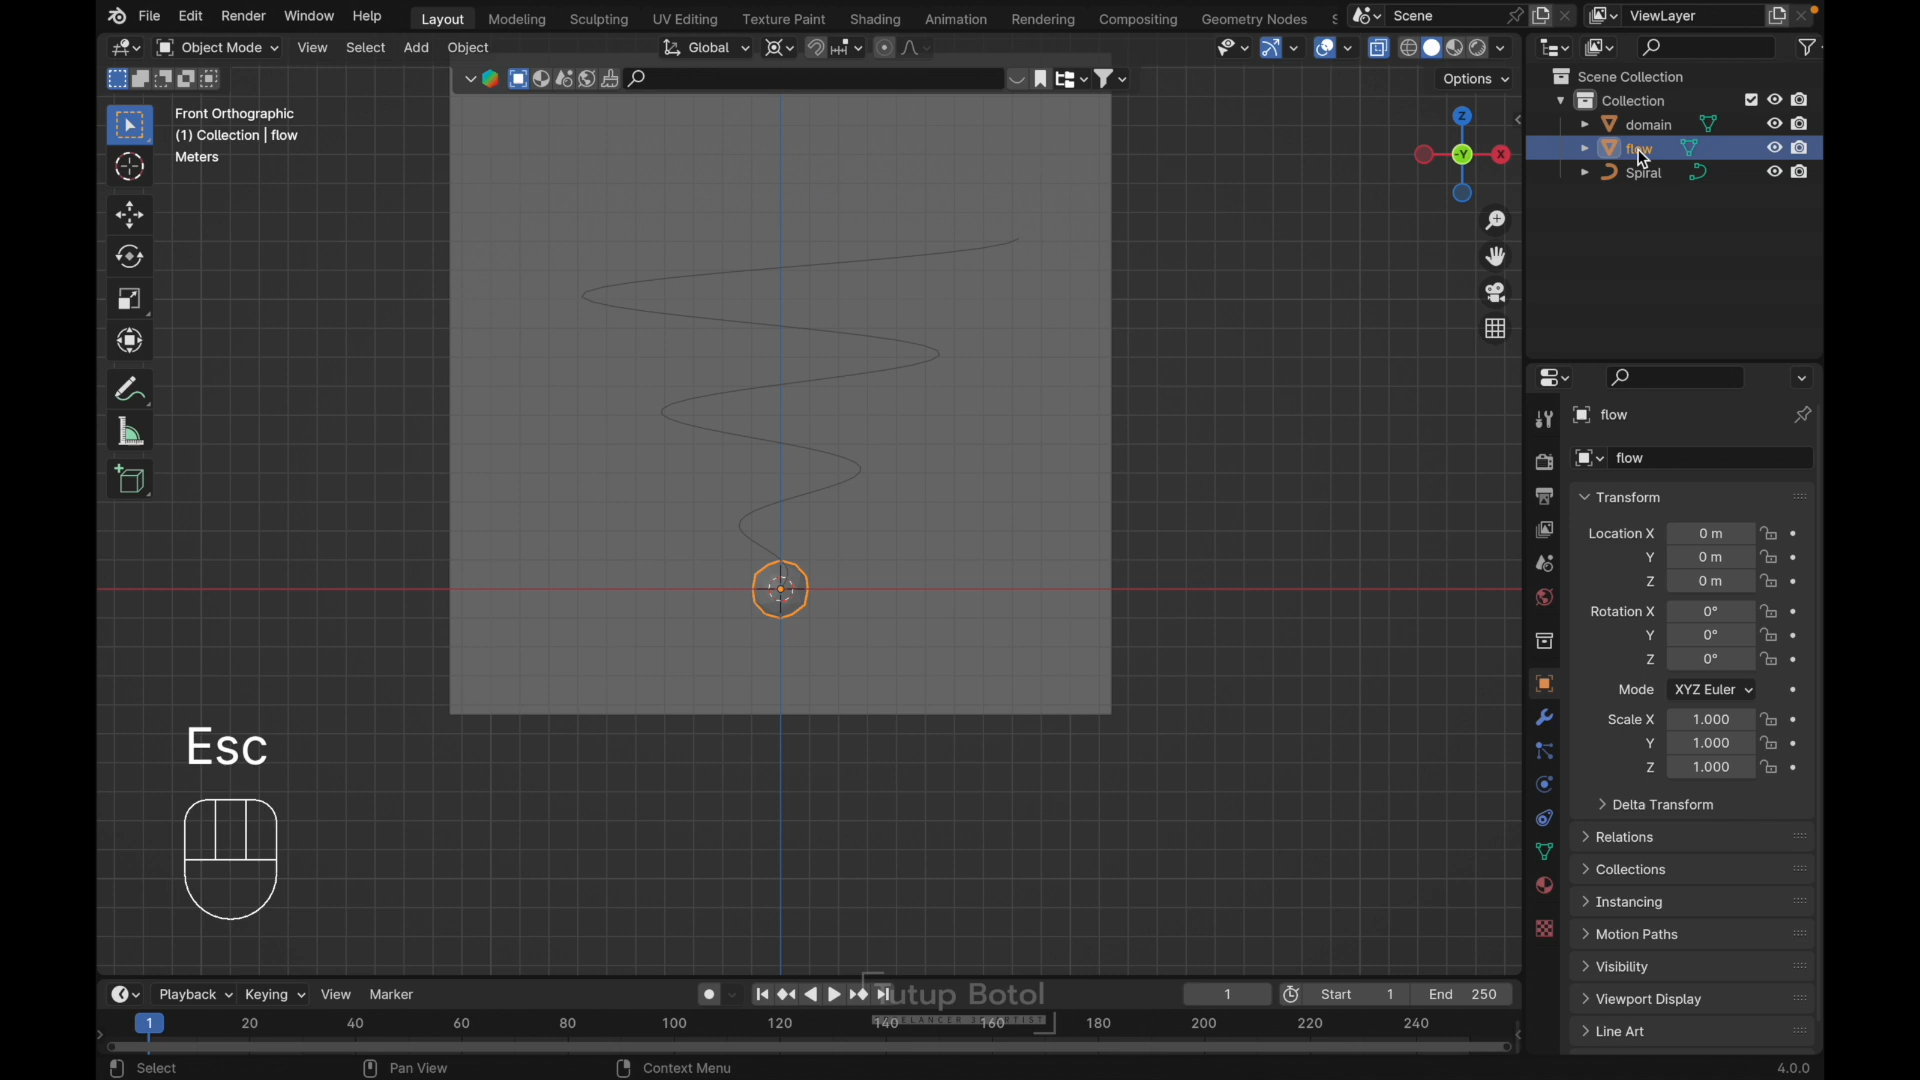 File Edit Render Window Help Layout Modeling Sculpting UV Editing Texture Paint Shading Animation Rendering Compositing Geometry Nodes Scene ViewLayer
Object Mode View Select Add Object Global
Options
Front Orthographic
(1) Collection | flow
Meters
Z
-Y
X
Scene Collection
Collection
domain
flow
Spiral
flow
flow
Transform
Location X 0 m
Y 0 m
Z 0 m
Rotation X 0°
Y 0°
Z 0°
Mode XYZ Euler
Scale X 1.000
Y 1.000
Z 1.000
Delta Transform
Relations
Collections
Instancing
Motion Paths
Visibility
Viewport Display
Line Art
Esc
Playback Keying View Marker
Tutup Botol
1 Start 1 End 250
1 20 40 60 80 100 120 140 160 180 200 220 240
Select Pan View Context Menu 4.0.0